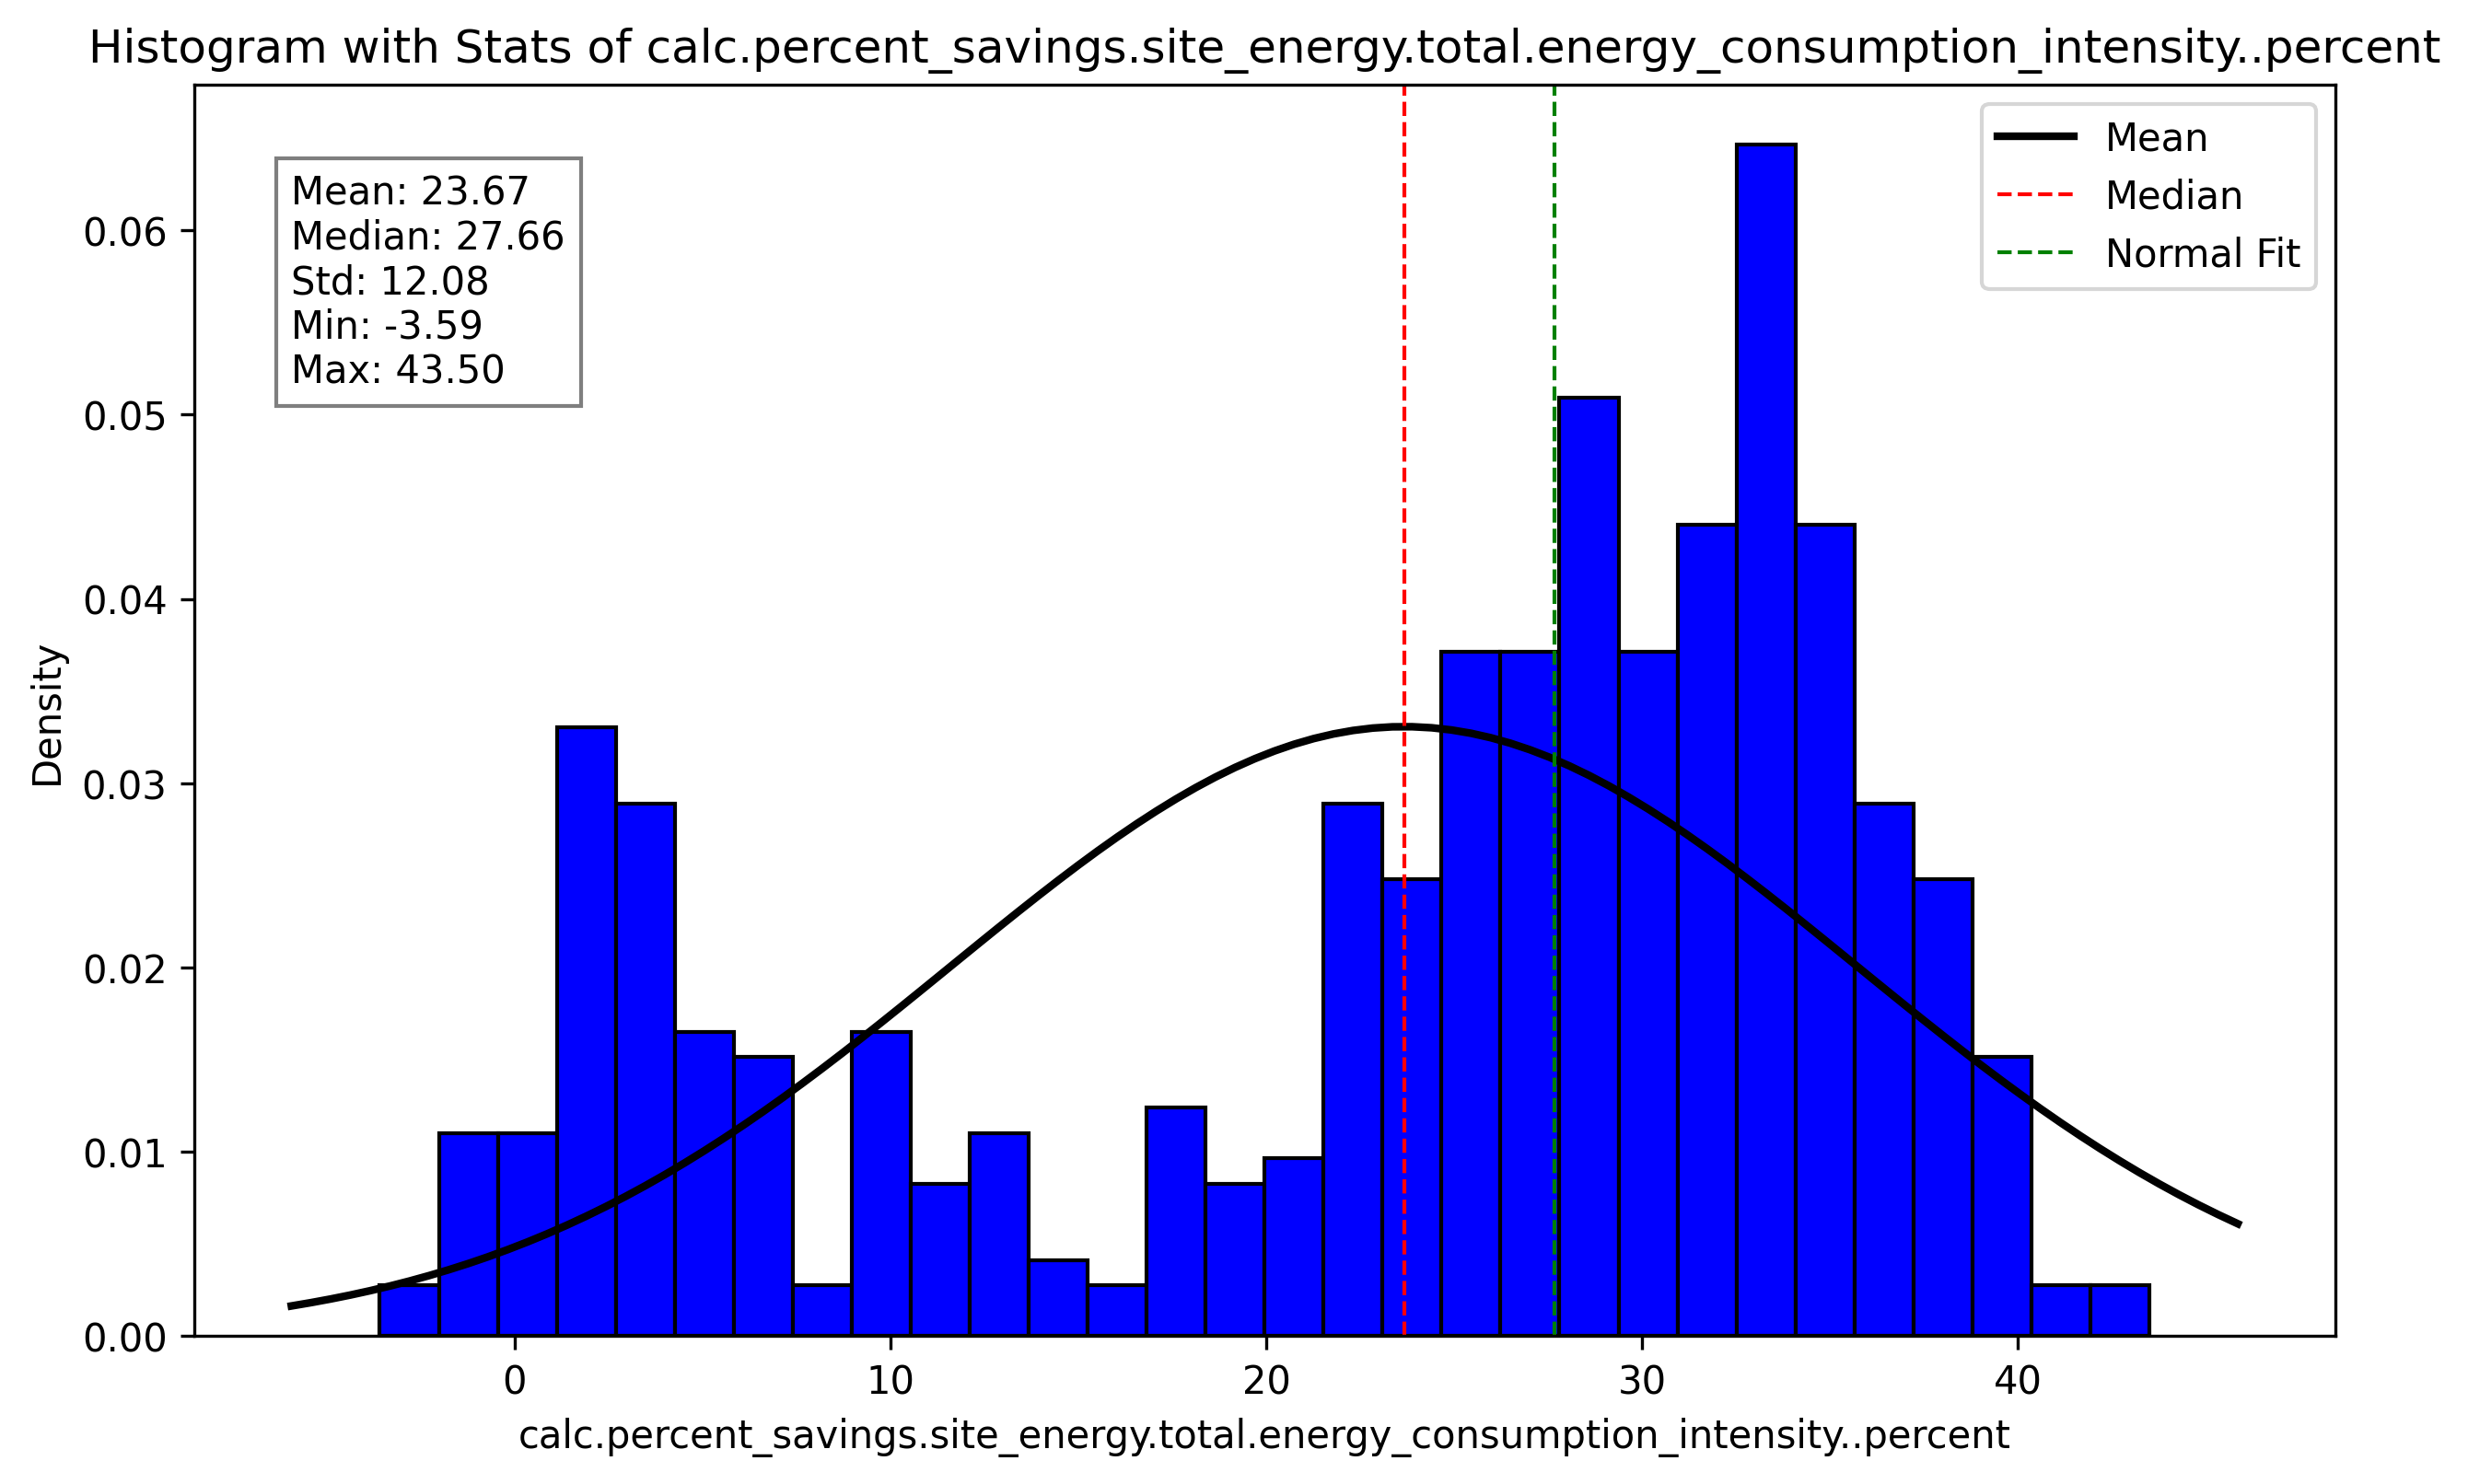 Histogram with Stats of calc.percent_savings.site_energy.total.energy_consumption_intensity..percent
Mean: 23.67
Median: 27.66
Std: 12.08
Min: -3.59
Max: 43.50
Mean
Median
Normal Fit
Density
0.06
0.05
0.04
0.03
0.02
0.01
0.00
0
10
20
30
40
calc.percent_savings.site_energy.total.energy_consumption_intensity..percent